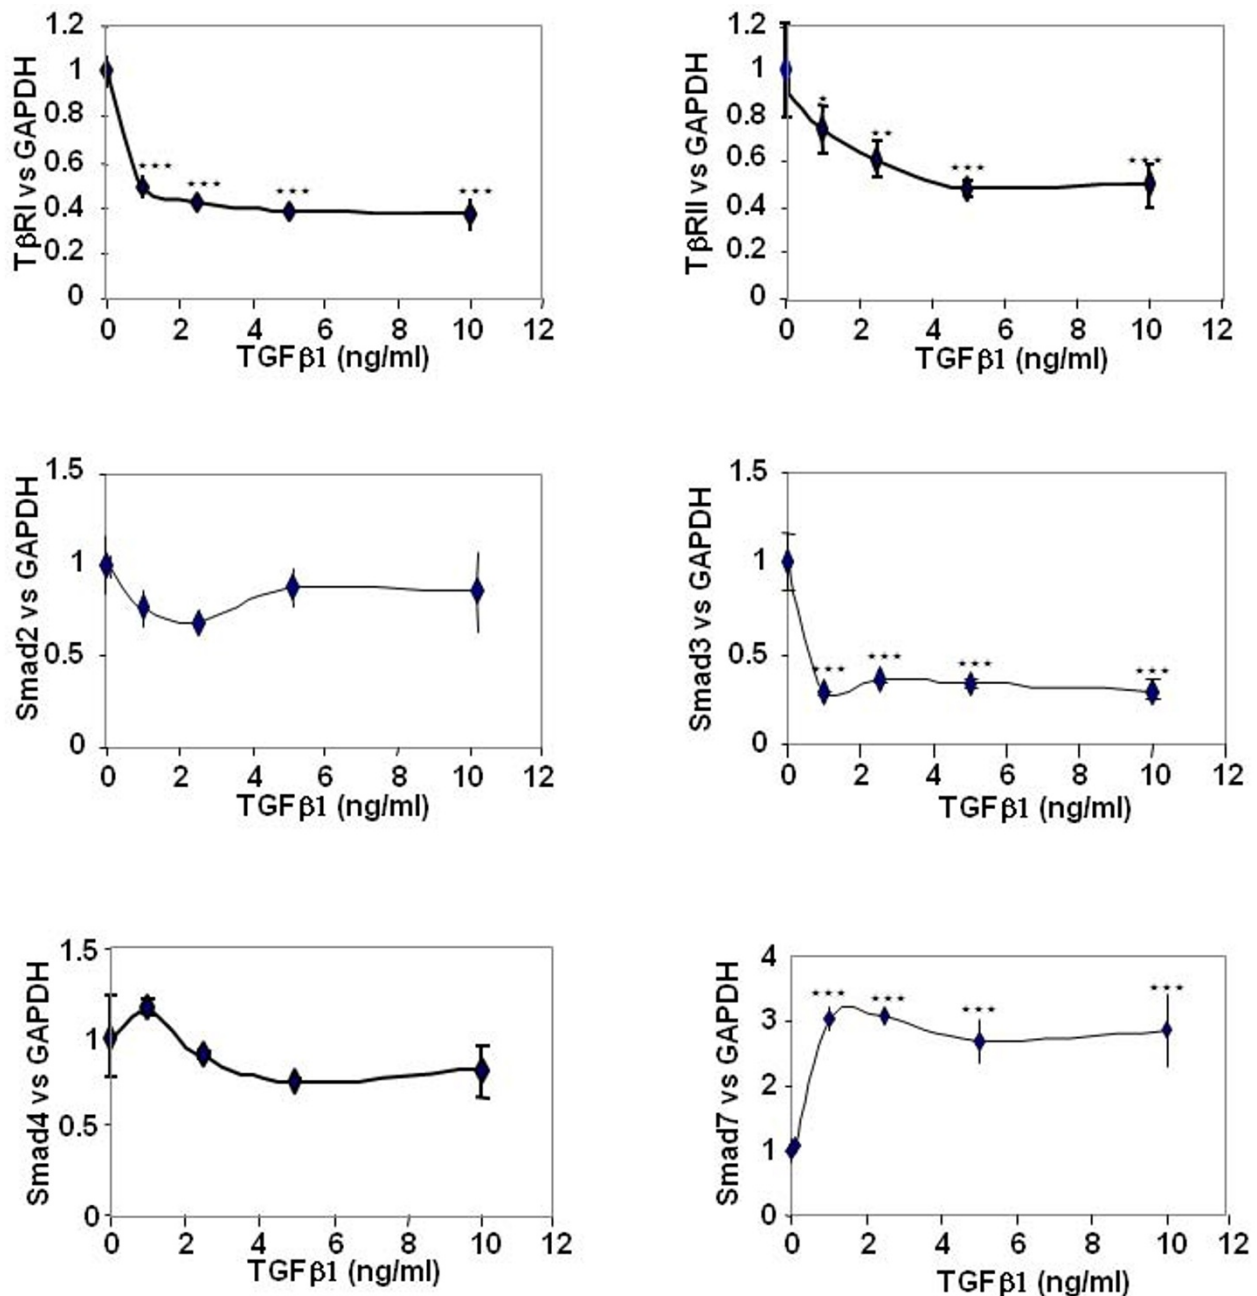 TβRI vs GAPDH
1.2
1
0.8
0.6
0.4
0.2
0
***
***
***
***
0 2 4 6 8 10 12
TGFβ1 (ng/ml)
TβRII vs GAPDH
1.2
1
0.8
0.6
0.4
0.2
0
*
**
***
***
0 2 4 6 8 10 12
TGFβ1 (ng/ml)
Smad2 vs GAPDH
1.5
1
0.5
0
0 2 4 6 8 10 12
TGFβ1 (ng/ml)
Smad3 vs GAPDH
1.5
1
0.5
0
***
***
***
***
0 2 4 6 8 10 12
TGFβ1 (ng/ml)
Smad4 vs GAPDH
1.5
1
0.5
0
0 2 4 6 8 10 12
TGFβ1 (ng/ml)
Smad7 vs GAPDH
4
3
2
1
0
***
***
***
***
0 2 4 6 8 10 12
TGFβ1 (ng/ml)